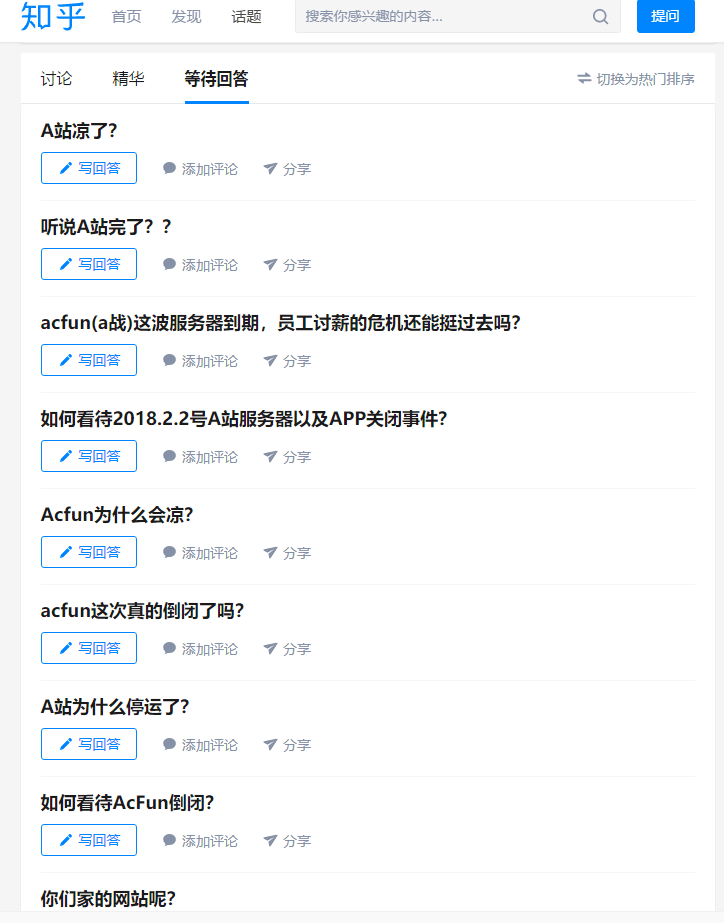 知乎 首页 发现 话题 搜索你感兴趣的内容... 提问
讨论 精华 等待回答 切换为热门排序
A站凉了？
写回答 添加评论 分享
听说A站完了？？
写回答 添加评论 分享
acfun(a战)这波服务器到期，员工讨薪的危机还能挺过去吗？
写回答 添加评论 分享
如何看待2018.2.2号A站服务器以及APP关闭事件？
写回答 添加评论 分享
Acfun为什么会凉？
写回答 添加评论 分享
acfun这次真的倒闭了吗？
写回答 添加评论 分享
A站为什么停运了？
写回答 添加评论 分享
如何看待AcFun倒闭？
写回答 添加评论 分享
你们家的网站呢？